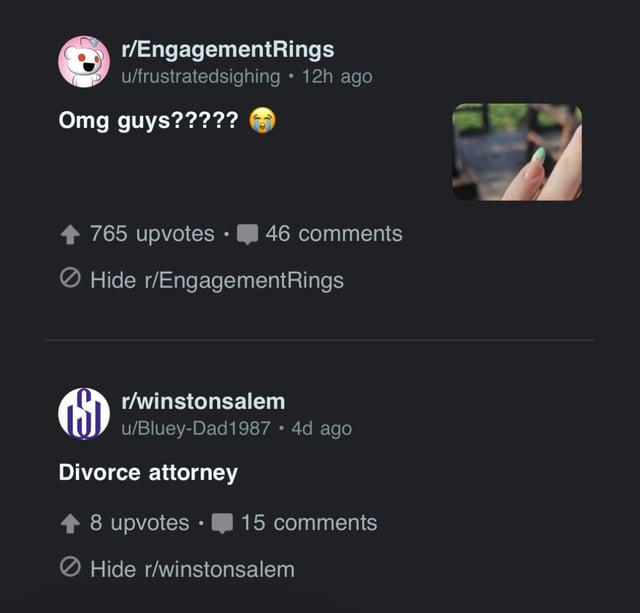 r/EngagementRings
u/frustratedsighing • 12h ago
Omg guys????? 😭
765 upvotes • 46 comments
Hide r/EngagementRings
r/winstonsalem
u/Bluey-Dad1987 • 4d ago
Divorce attorney
8 upvotes • 15 comments
Hide r/winstonsalem